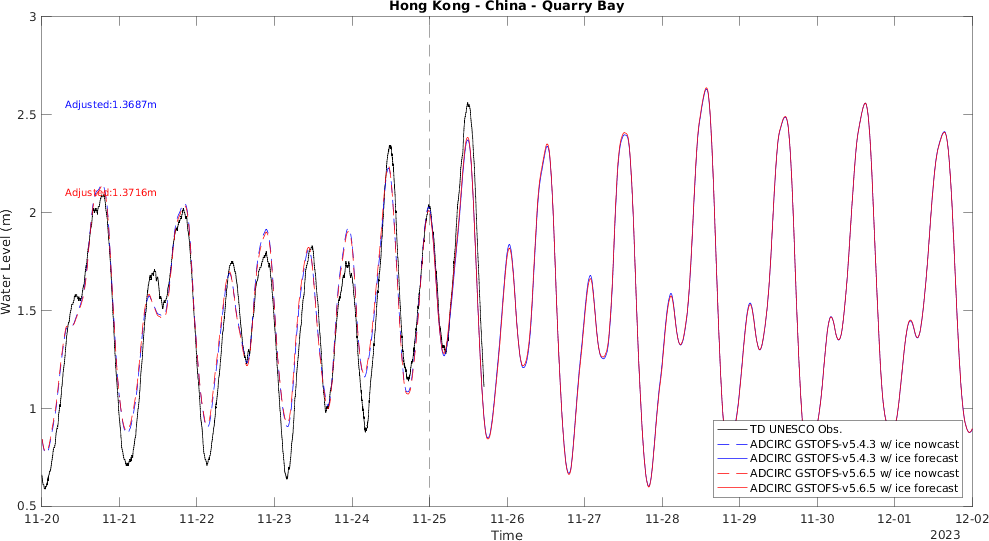 Hong Kong - China - Quarry Bay
Water Level (m)
3
2.5
2
1.5
1
0.5
Adjusted:1.3687m
Adjusted:1.3716m
TD UNESCO Obs.
ADCIRC GSTOFS-v5.4.3 w/ ice nowcast
ADCIRC GSTOFS-v5.4.3 w/ ice forecast
ADCIRC GSTOFS-v5.6.5 w/ ice nowcast
ADCIRC GSTOFS-v5.6.5 w/ ice forecast
11-20 11-21 11-22 11-23 11-24 11-25 11-26 11-27 11-28 11-29 11-30 12-01 12-02
Time
2023